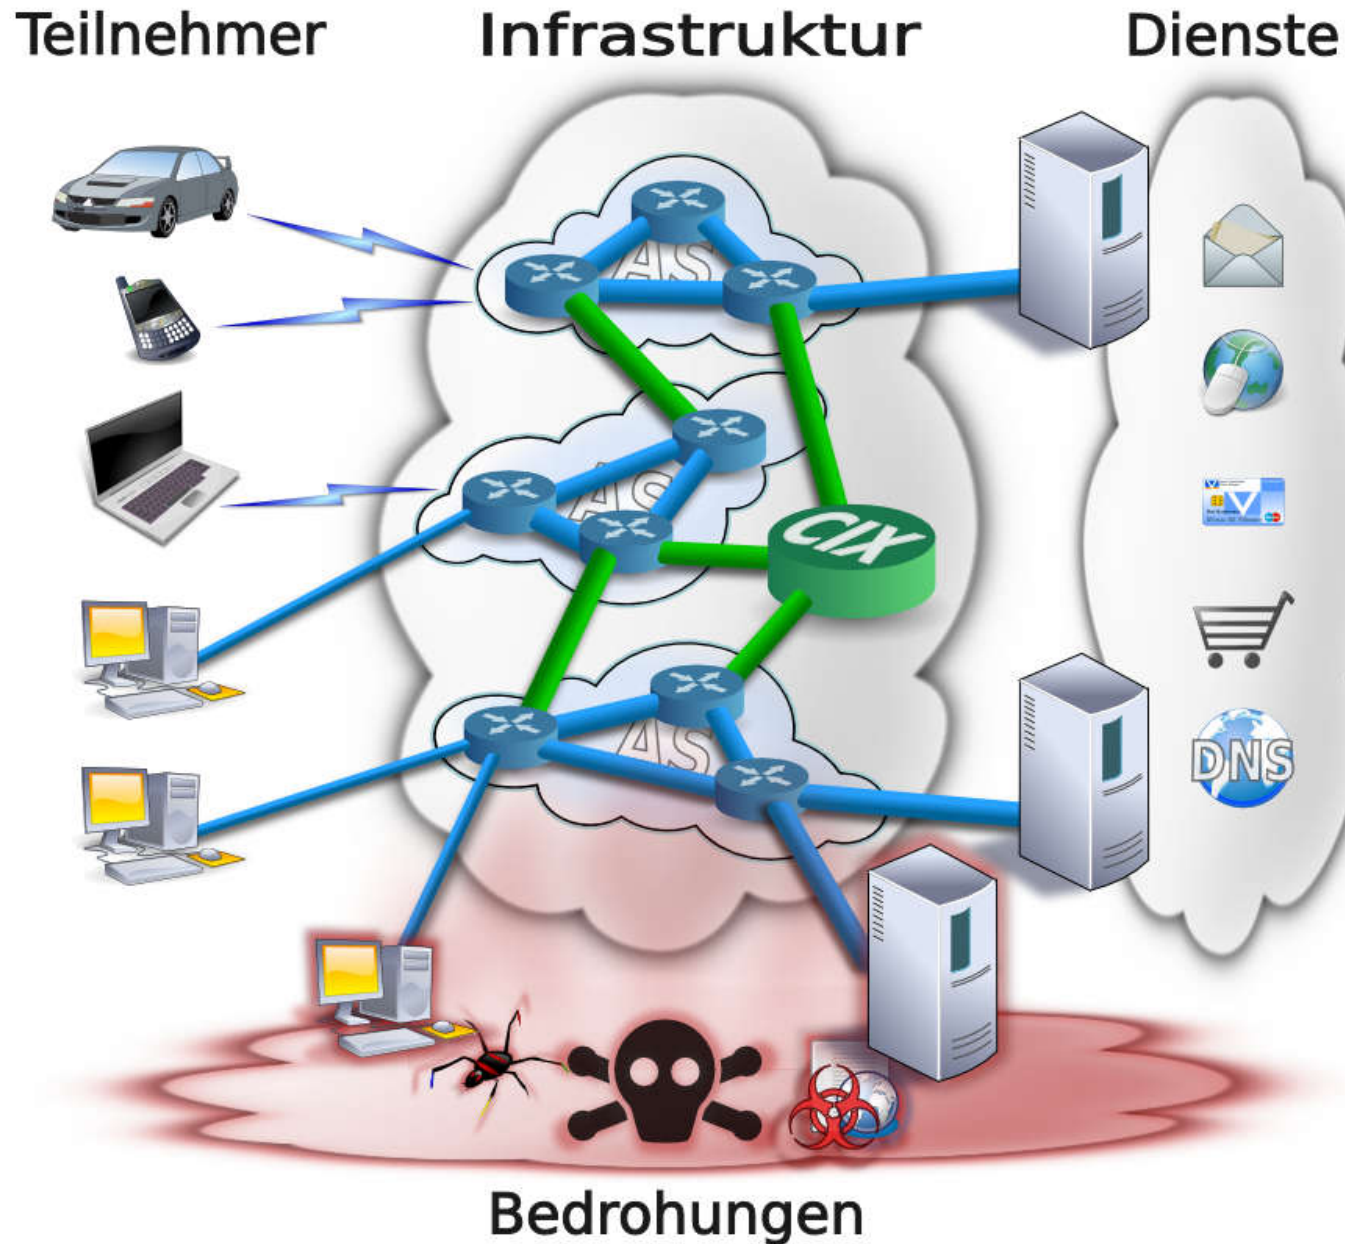 Teilnehmer
Infrastruktur
Dienste
AS
AS
CIX
AS
DNS
Bedrohungen